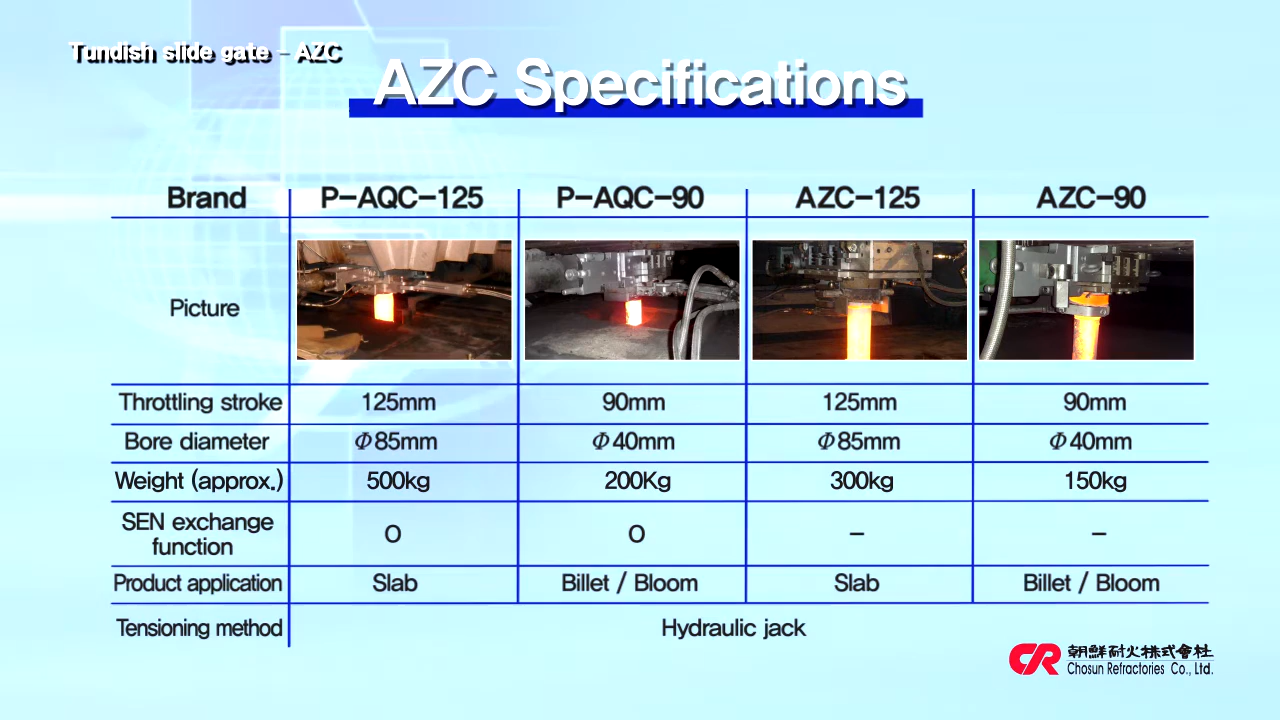 Tundish slide gate - AZC
AZC Specifications
Brand P-AQC-125 P-AQC-90 AZC-125 AZC-90
Picture
Throttling stroke 125mm 90mm 125mm 90mm
Bore diameter Φ85mm Φ40mm Φ85mm Φ40mm
Weight (approx.) 500kg 200Kg 300kg 150kg
SEN exchange
function O O - -
Product application Slab Billet / Bloom Slab Billet / Bloom
Tensioning method Hydraulic jack
CR 朝鮮耐火株式會社
Chosun Refractories Co., Ltd.